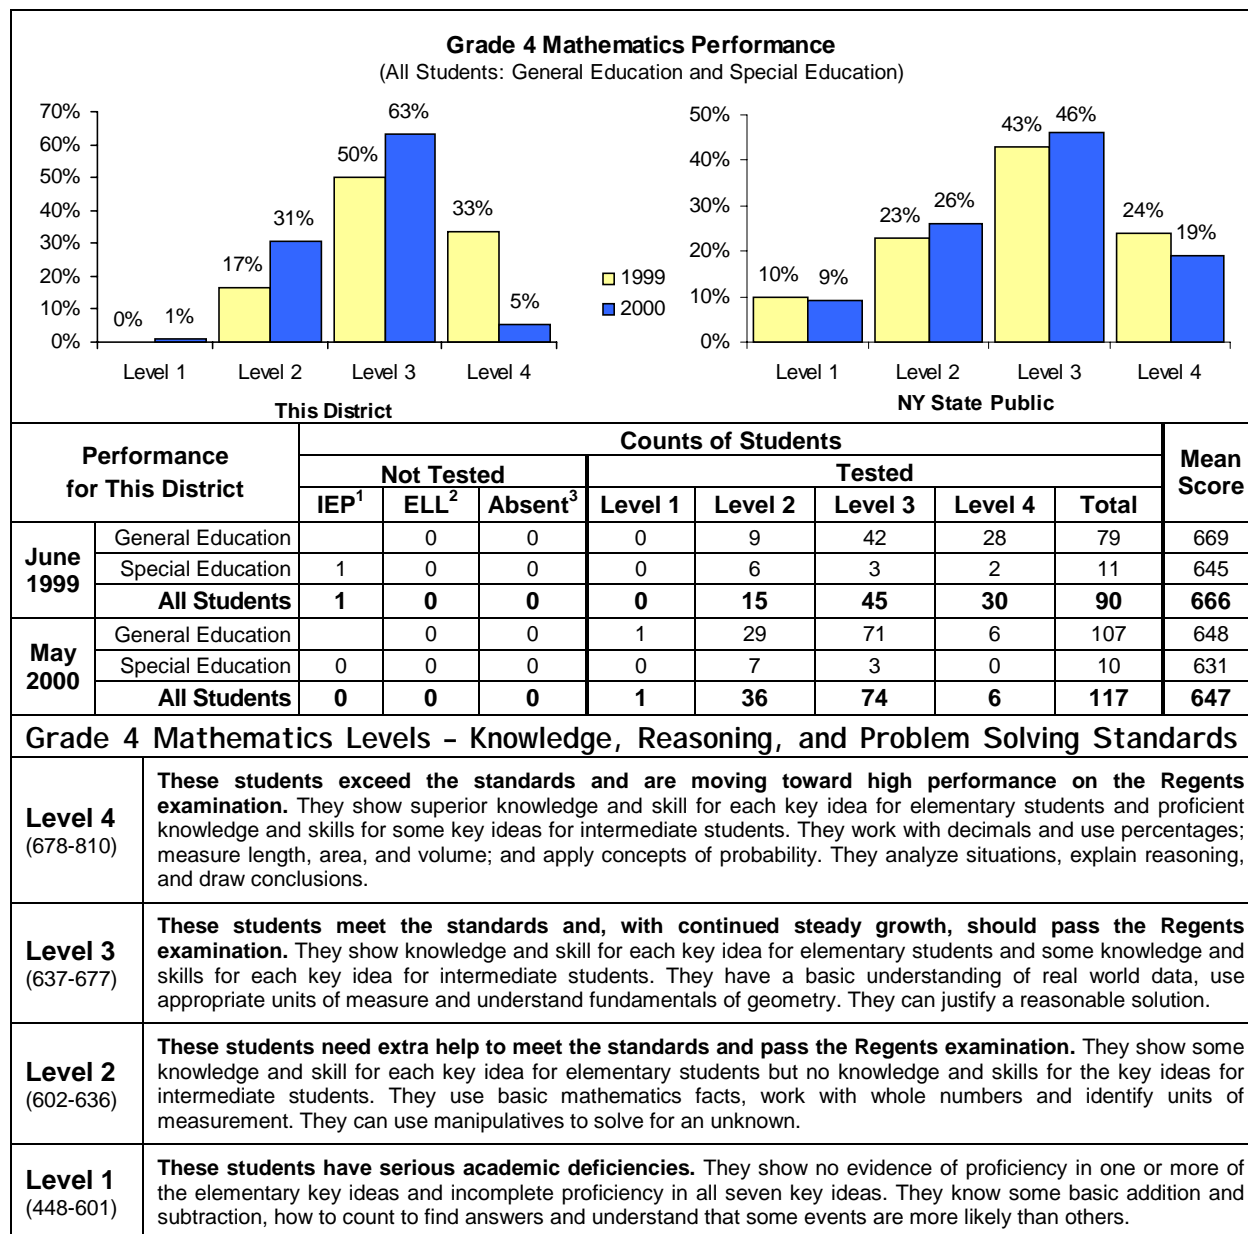 Grade 4 Mathematics Performance
(All Students: General Education and Special Education)
70%
60%
50%
40%
30%
20%
10%
0%
0%
1%
17%
31%
50%
63%
33%
5%
Level 1
Level 2
Level 3
Level 4
This District
1999
2000
50%
40%
30%
20%
10%
0%
10%
9%
23%
26%
43%
46%
24%
19%
Level 1
Level 2
Level 3
Level 4
NY State Public
Performance for This District
Counts of Students
Mean Score
Not Tested
Tested
IEP1 ELL2 Absent3 Level 1 Level 2 Level 3 Level 4 Total
June 1999
General Education 0 0 0 9 42 28 79 669
Special Education 1 0 0 0 6 3 2 11 645
All Students 1 0 0 0 15 45 30 90 666
May 2000
General Education 0 0 1 29 71 6 107 648
Special Education 0 0 0 0 7 3 0 10 631
All Students 0 0 0 1 36 74 6 117 647
Grade 4 Mathematics Levels – Knowledge, Reasoning, and Problem Solving Standards
Level 4
(678-810)
These students exceed the standards and are moving toward high performance on the Regents
examination. They show superior knowledge and skill for each key idea for elementary students and proficient
knowledge and skills for some key ideas for intermediate students. They work with decimals and use percentages;
measure length, area, and volume; and apply concepts of probability. They analyze situations, explain reasoning,
and draw conclusions.
Level 3
(637-677)
These students meet the standards and, with continued steady growth, should pass the Regents
examination. They show knowledge and skill for each key idea for elementary students and some knowledge and
skills for each key idea for intermediate students. They have a basic understanding of real world data, use
appropriate units of measure and understand fundamentals of geometry. They can justify a reasonable solution.
Level 2
(602-636)
These students need extra help to meet the standards and pass the Regents examination. They show some
knowledge and skill for each key idea for elementary students but no knowledge and skills for the key ideas for
intermediate students. They use basic mathematics facts, work with whole numbers and identify units of
measurement. They can use manipulatives to solve for an unknown.
Level 1
(448-601)
These students have serious academic deficiencies. They show no evidence of proficiency in one or more of
the elementary key ideas and incomplete proficiency in all seven key ideas. They know some basic addition and
subtraction, how to count to find answers and understand that some events are more likely than others.